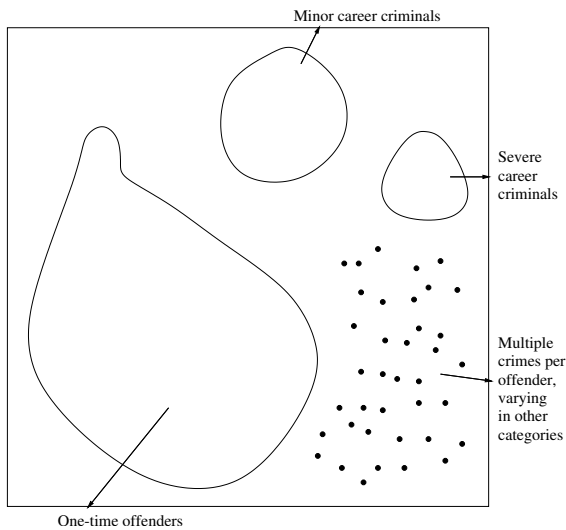 Minor career criminals
Severe
career
criminals
Multiple
crimes per
offender,
varying
in other
categories
One-time offenders